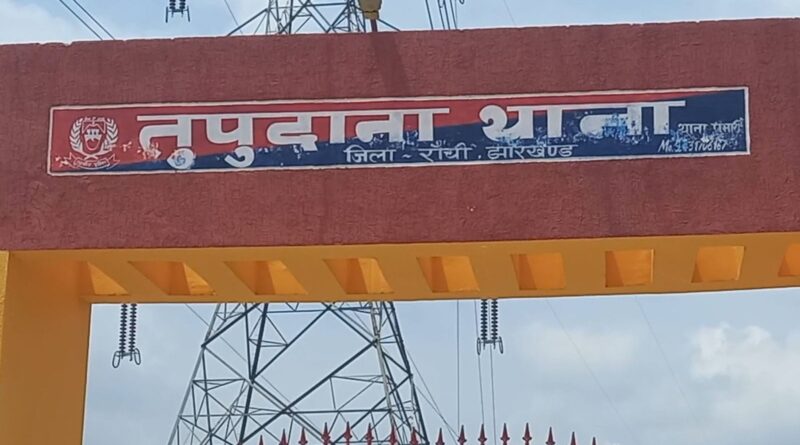 तुपुदाना थाना
जिला - राँची, झारखण्ड
थाना